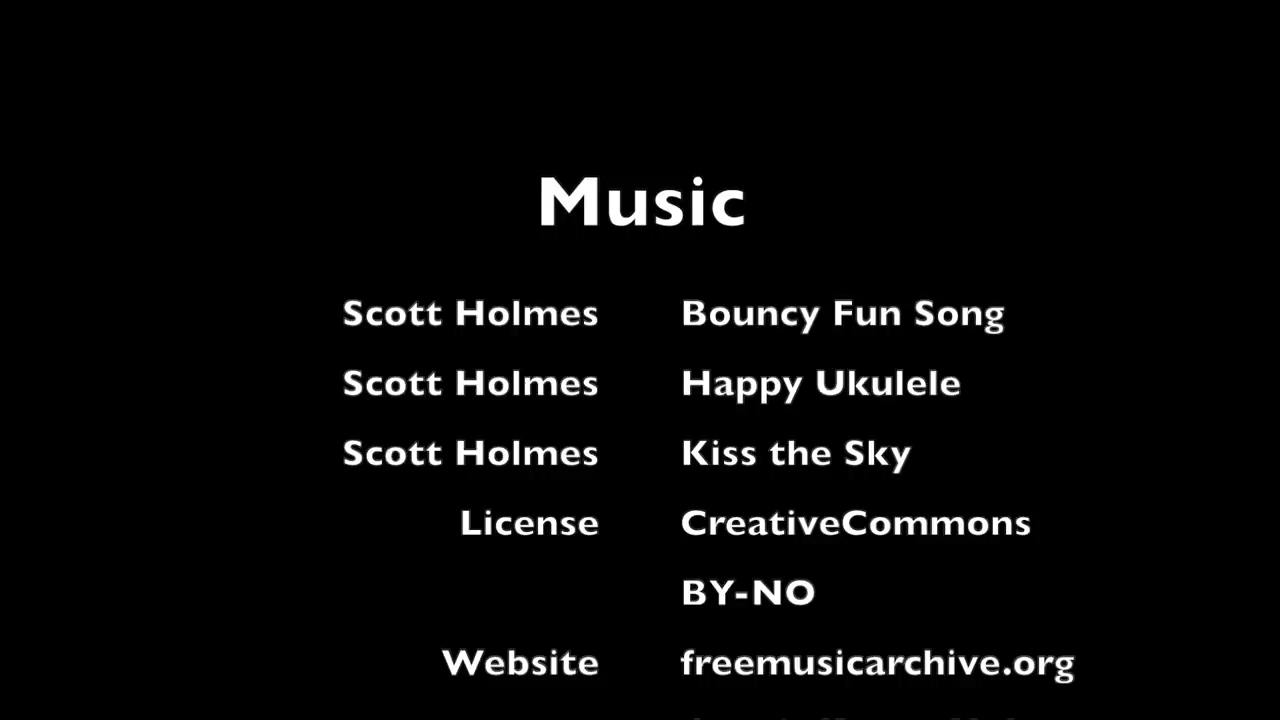 Music
Scott Holmes Bouncy Fun Song
Scott Holmes Happy Ukulele
Scott Holmes Kiss the Sky
License CreativeCommons
BY-NO
Website freemusicarchive.org